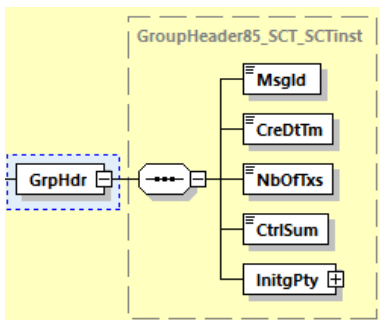 GroupHeader85_SCT_SCTinst
MsgId
CreDtTm
GrpHdr
NbOfTxs
CtrlSum
InitgPty